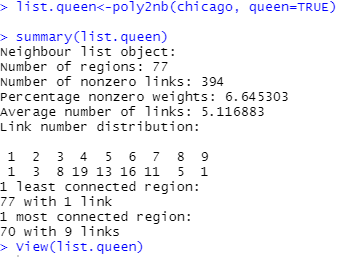 > list.queen<-poly2nb(chicago, queen=TRUE)
> summary(list.queen)
Neighbour list object:
Number of regions: 77
Number of nonzero links: 394
Percentage nonzero weights: 6.645303
Average number of links: 5.116883
Link number distribution:
1 2 3 4 5 6 7 8 9
1 3 8 19 13 16 11 5 1
1 least connected region:
77 with 1 link
1 most connected region:
70 with 9 links
> View(list.queen)